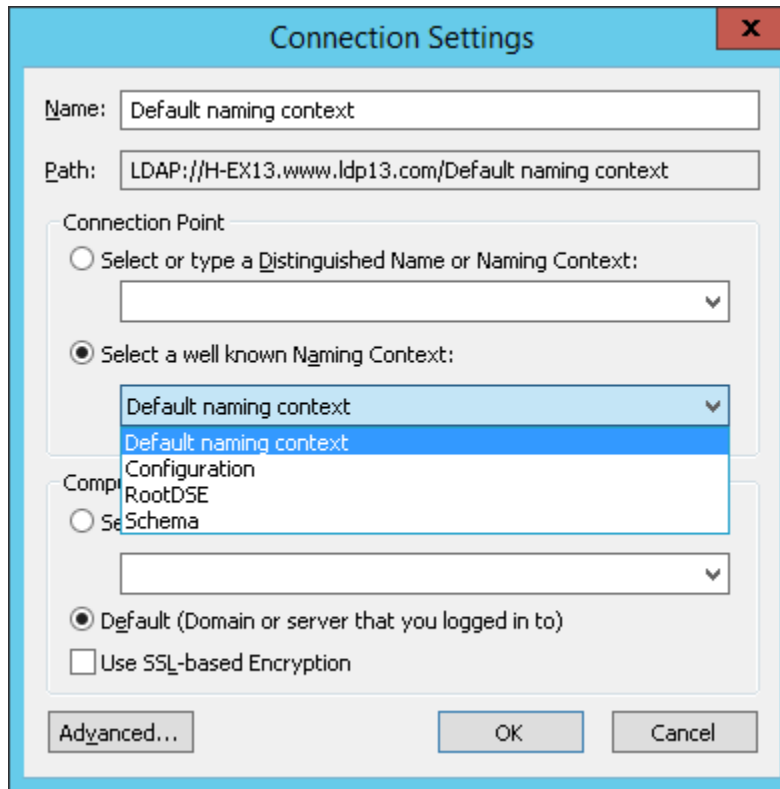 Connection Settings
x
Name: Default naming context
Path: LDAP://H-EX13.www.ldp13.com/Default naming context
Connection Point
Select or type a Distinguished Name or Naming Context:
Select a well known Naming Context:
Default naming context
Default naming context
Configuration
RootDSE
Schema
Default (Domain or server that you logged in to)
Use SSL-based Encryption
Advanced...
OK
Cancel